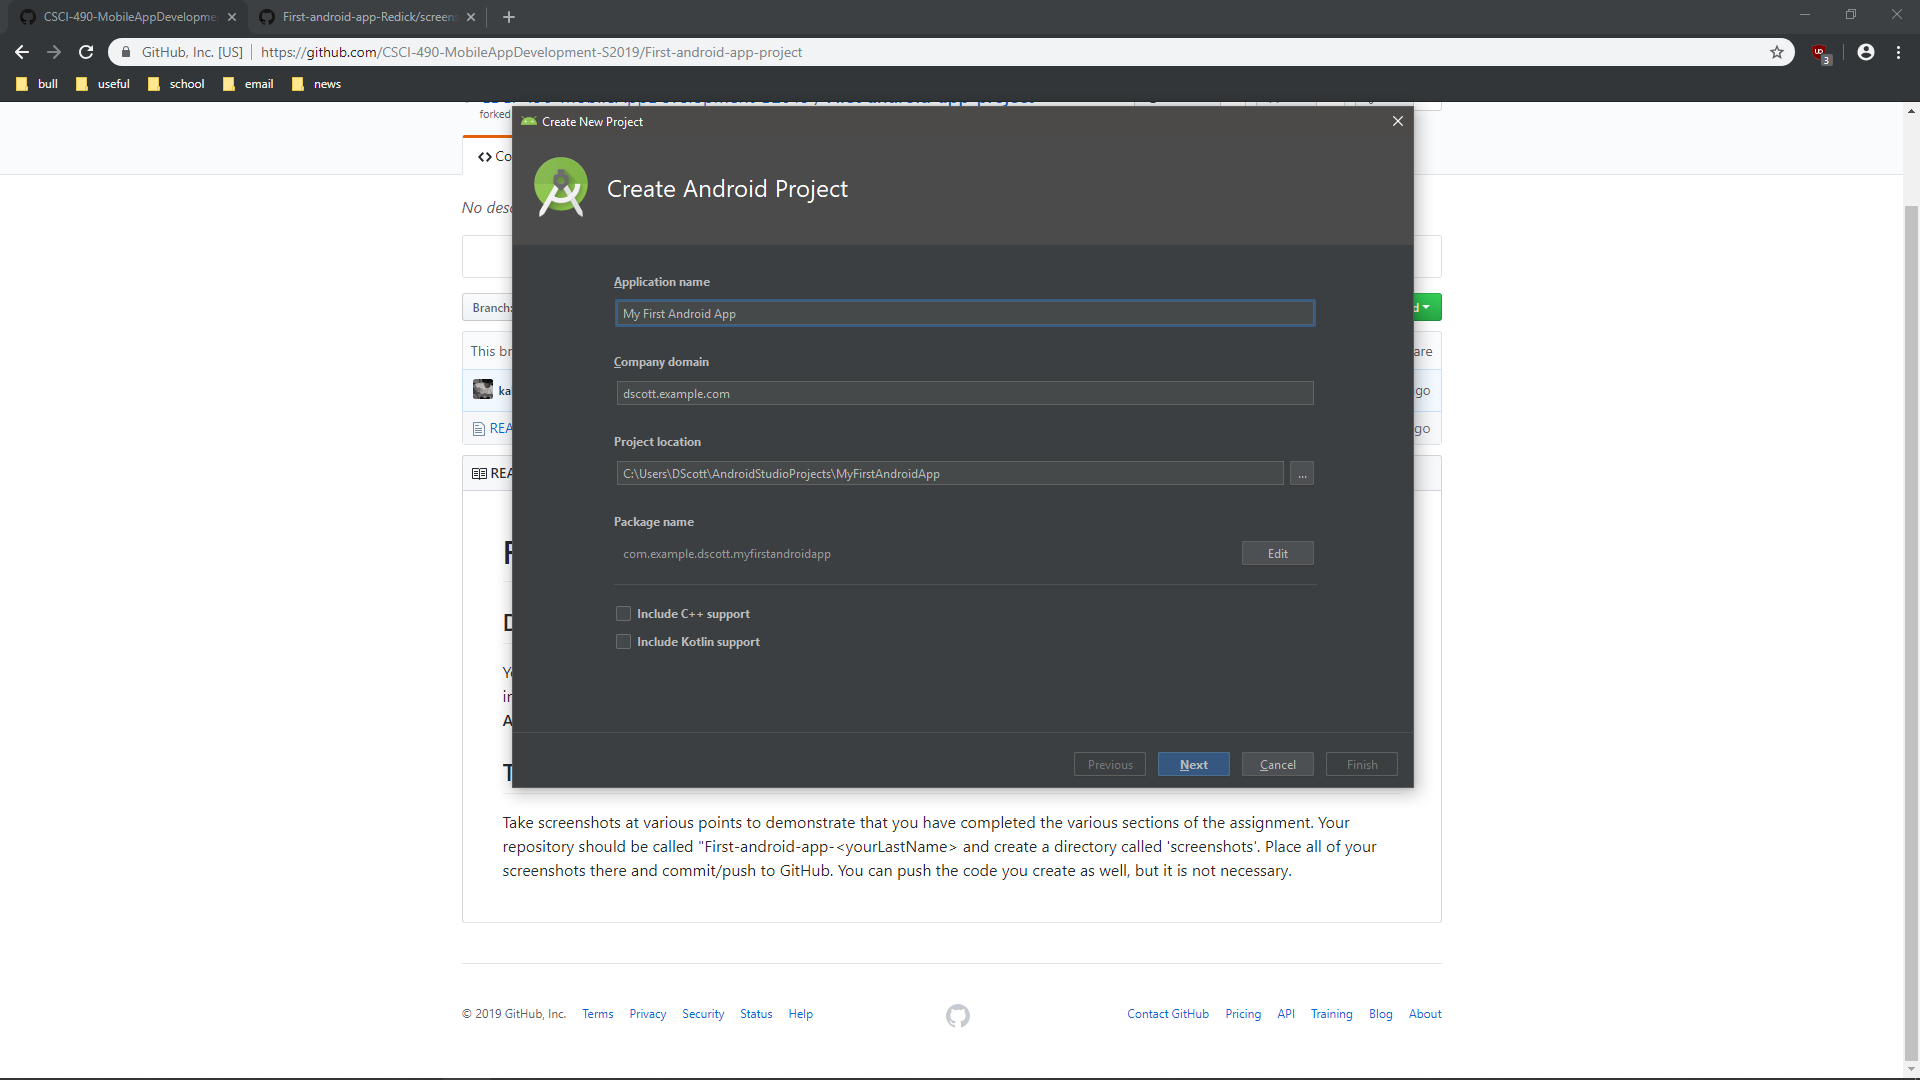 CSCI-490-MobileAppDevelopme
First-android-app-Redick/screen
GitHub, Inc. [US] https://github.com/CSCI-490-MobileAppDevelopment-S2019/First-android-app-project
3
bull useful school email news
forked
Create New Project
Co
Create Android Project
No desc
Application name
Branch:
My First Android App
d
This br
are
Company domain
ka
dscott.example.com
go
REA
go
Project location
REA
C:\Users\DScott\AndroidStudioProjects\MyFirstAndroidApp
...
Package name
com.example.dscott.myfirstandroidapp
Edit
Include C++ support
Include Kotlin support
Previous Next Cancel Finish
Take screenshots at various points to demonstrate that you have completed the various sections of the assignment. Your
repository should be called "First-android-app-<yourLastName> and create a directory called 'screenshots'. Place all of your
screenshots there and commit/push to GitHub. You can push the code you create as well, but it is not necessary.
© 2019 GitHub, Inc. Terms Privacy Security Status Help
Contact GitHub Pricing API Training Blog About